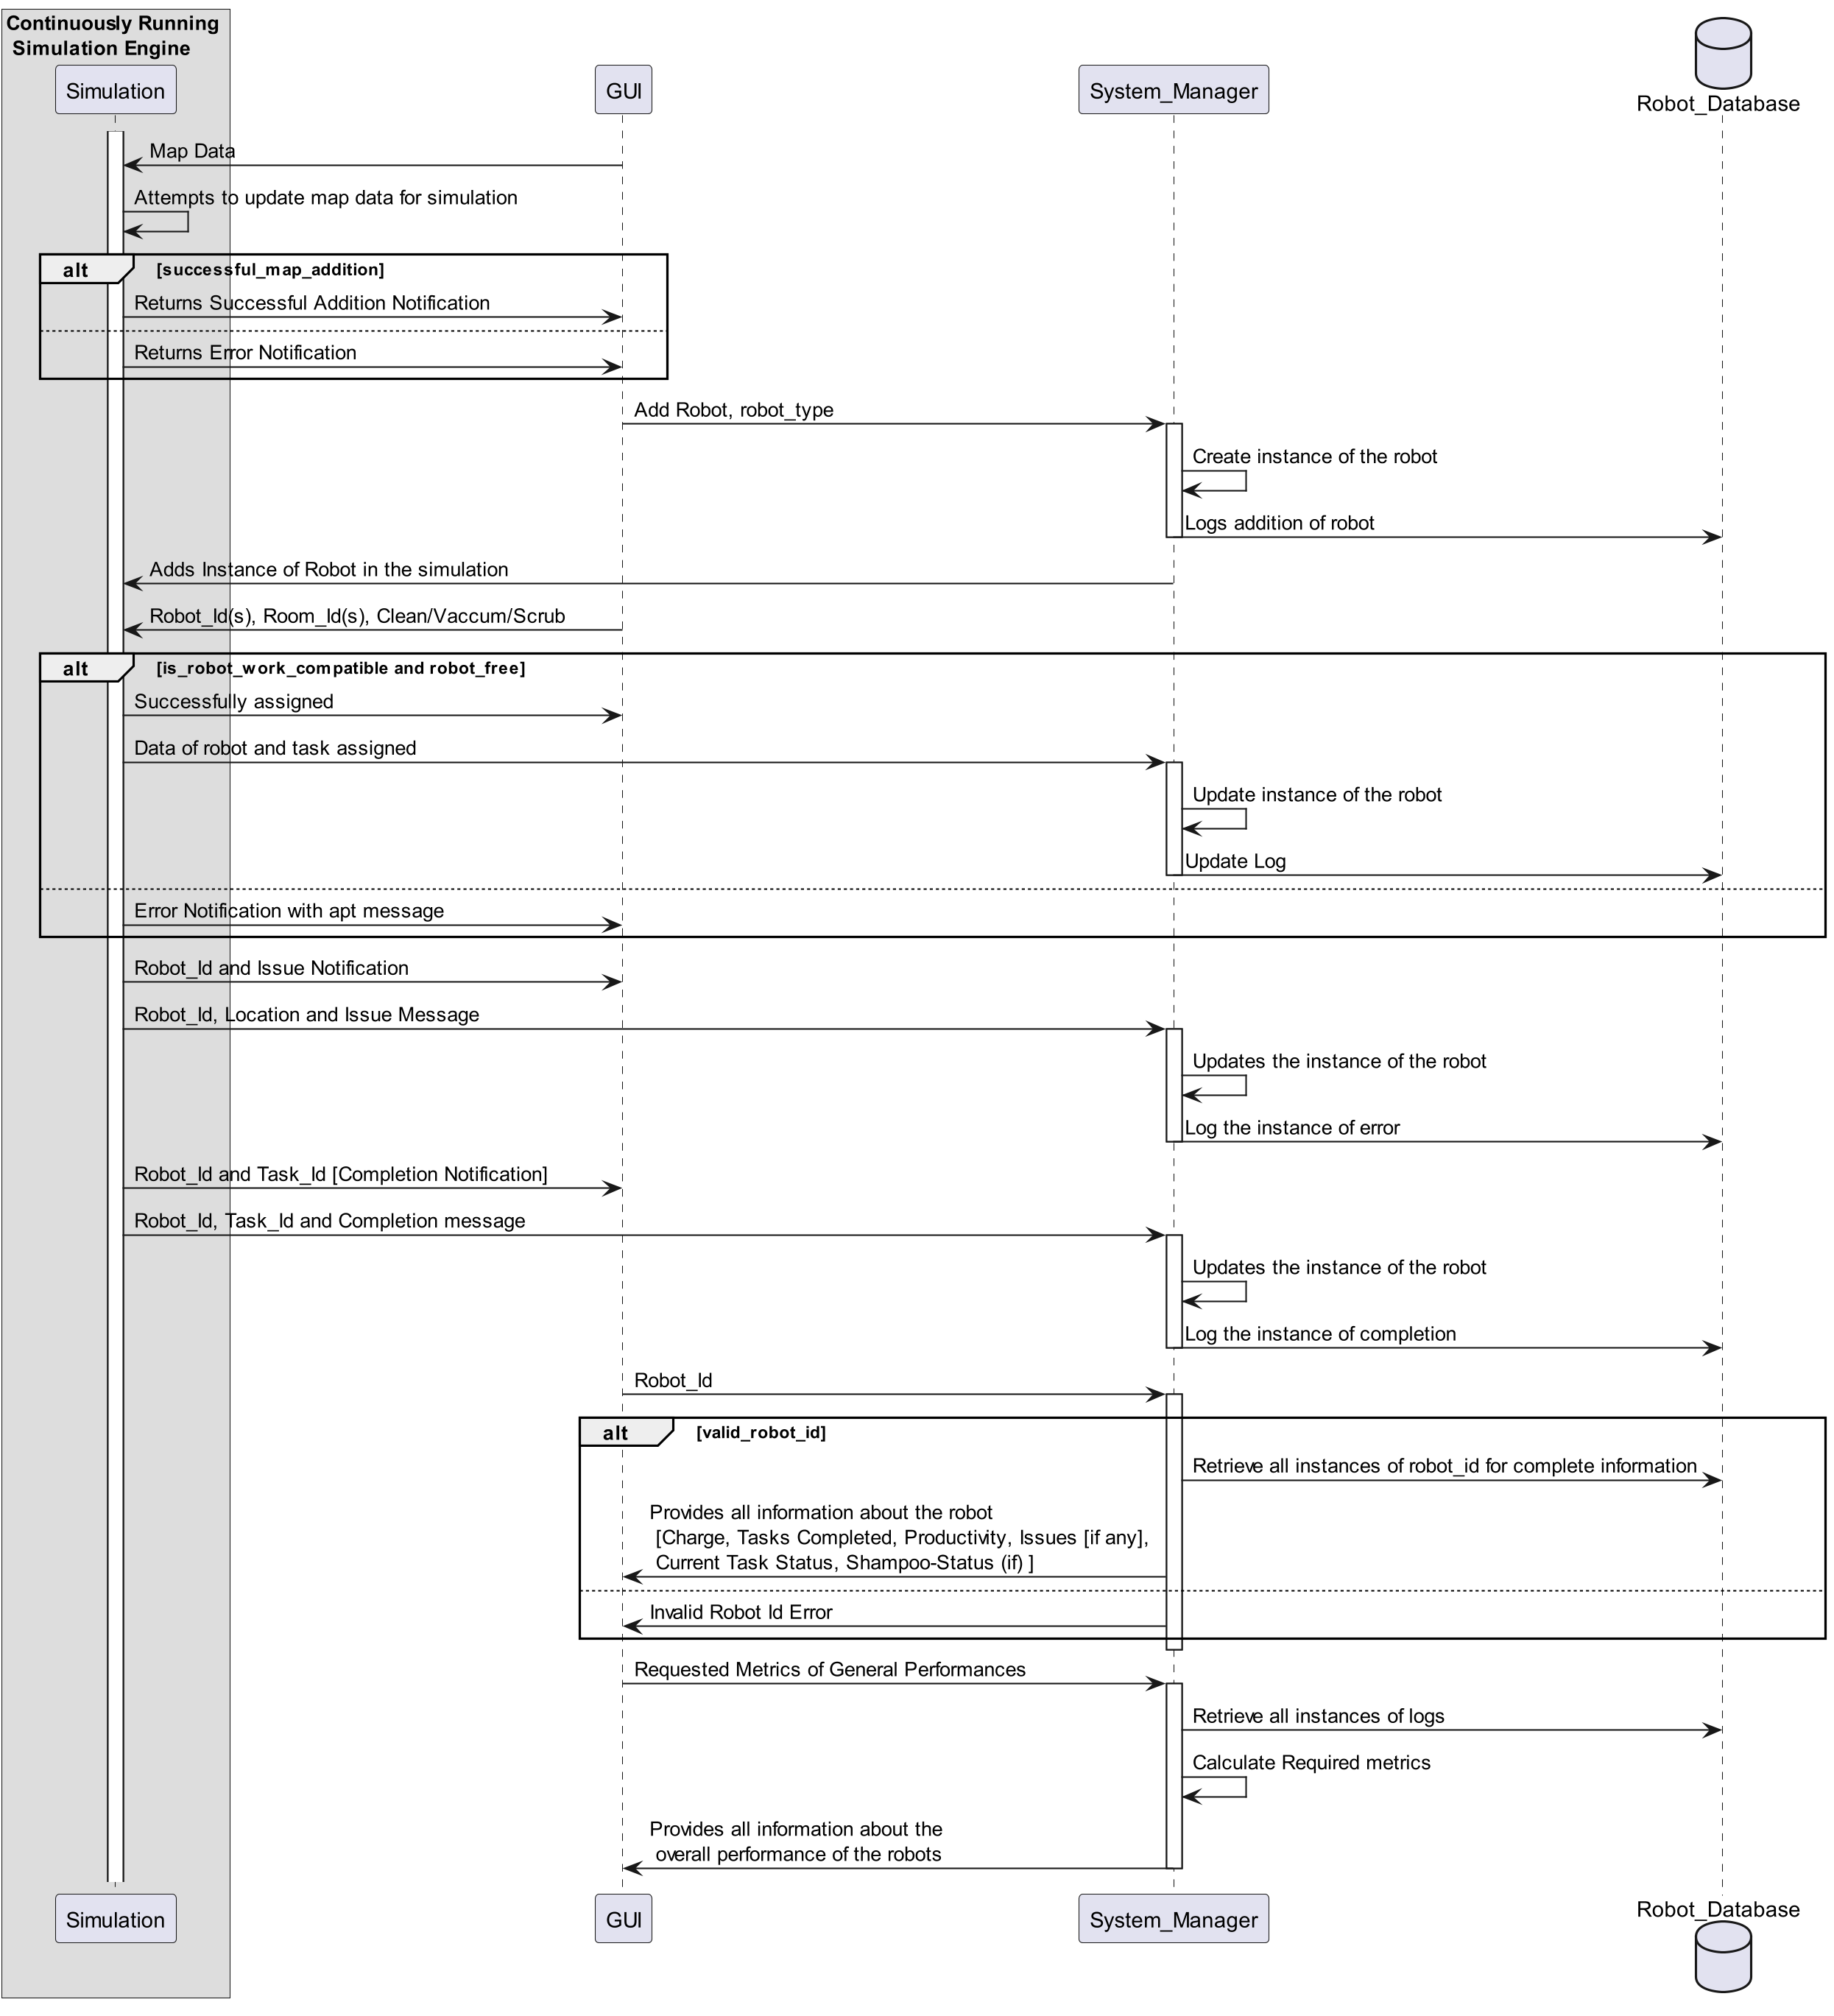 Continuously Running
Simulation Engine
Simulation
GUI
System_Manager
Robot_Database
Map Data
Attempts to update map data for simulation
alt
[successful_map_addition]
Returns Successful Addition Notification
Returns Error Notification
Add Robot, robot_type
Create instance of the robot
Logs addition of robot
Adds Instance of Robot in the simulation
Robot_Id(s), Room_Id(s), Clean/Vaccum/Scrub
alt
[is_robot_work_compatible and robot_free]
Successfully assigned
Data of robot and task assigned
Update instance of the robot
Update Log
Error Notification with apt message
Robot_Id and Issue Notification
Robot_Id, Location and Issue Message
Updates the instance of the robot
Log the instance of error
Robot_Id and Task_Id [Completion Notification]
Robot_Id, Task_Id and Completion message
Updates the instance of the robot
Log the instance of completion
Robot_Id
alt
[valid_robot_id]
Retrieve all instances of robot_id for complete information
Provides all information about the robot
[Charge, Tasks Completed, Productivity, Issues [if any],
Current Task Status, Shampoo-Status (if) ]
Invalid Robot Id Error
Requested Metrics of General Performances
Retrieve all instances of logs
Calculate Required metrics
Provides all information about the
overall performance of the robots
Simulation
GUI
System_Manager
Robot_Database